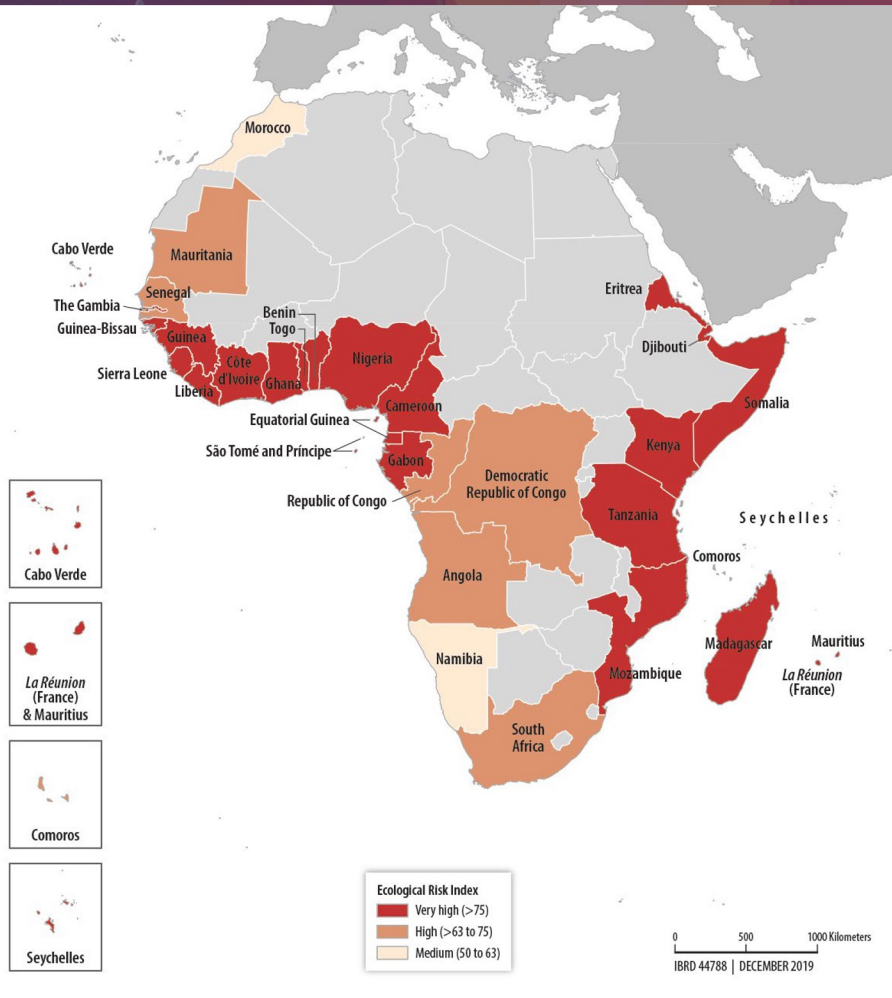 Morocco
Cabo Verde
Mauritania
Senegal
The Gambia
Guinea-Bissau
Guinea
Sierra Leone
Liberia
Côte
d'Ivoire
Ghana
Benin
Togo
Nigeria
Cameroon
Equatorial Guinea
São Tomé and Príncipe
Gabon
Republic of Congo
Democratic
Republic of Congo
Eritrea
Djibouti
Somalia
Kenya
Tanzania
Seychelles
Comoros
Angola
Namibia
Mozambique
Madagascar
Mauritius
La Réunion
(France)
South
Africa
Cabo Verde
La Réunion
(France)
& Mauritius
Comoros
Seychelles
Ecological Risk Index
Very high (>75)
High (>63 to 75)
Medium (50 to 63)
0 500 1000 Kilometers
IBRD 44788 | DECEMBER 2019